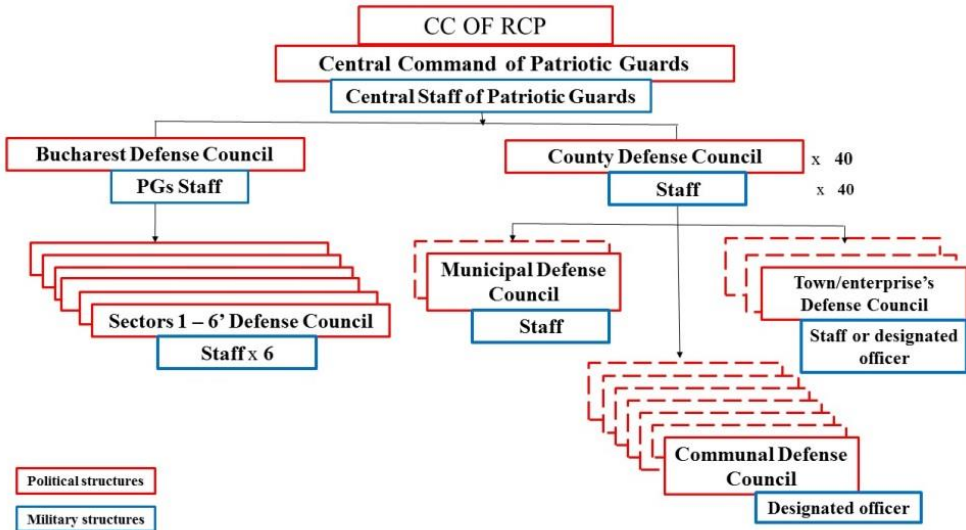 CC OF RCP
Central Command of Patriotic Guards
Central Staff of Patriotic Guards
Bucharest Defense Council
PGs Staff
County Defense Council
x 40
Staff
x 40
Sectors 1 – 6’ Defense Council
Staff x 6
Municipal Defense
Council
Staff
Town/enterprise’s
Defense Council
Staff or designated
officer
Communal Defense
Council
Designated officer
Political structures
Military structures